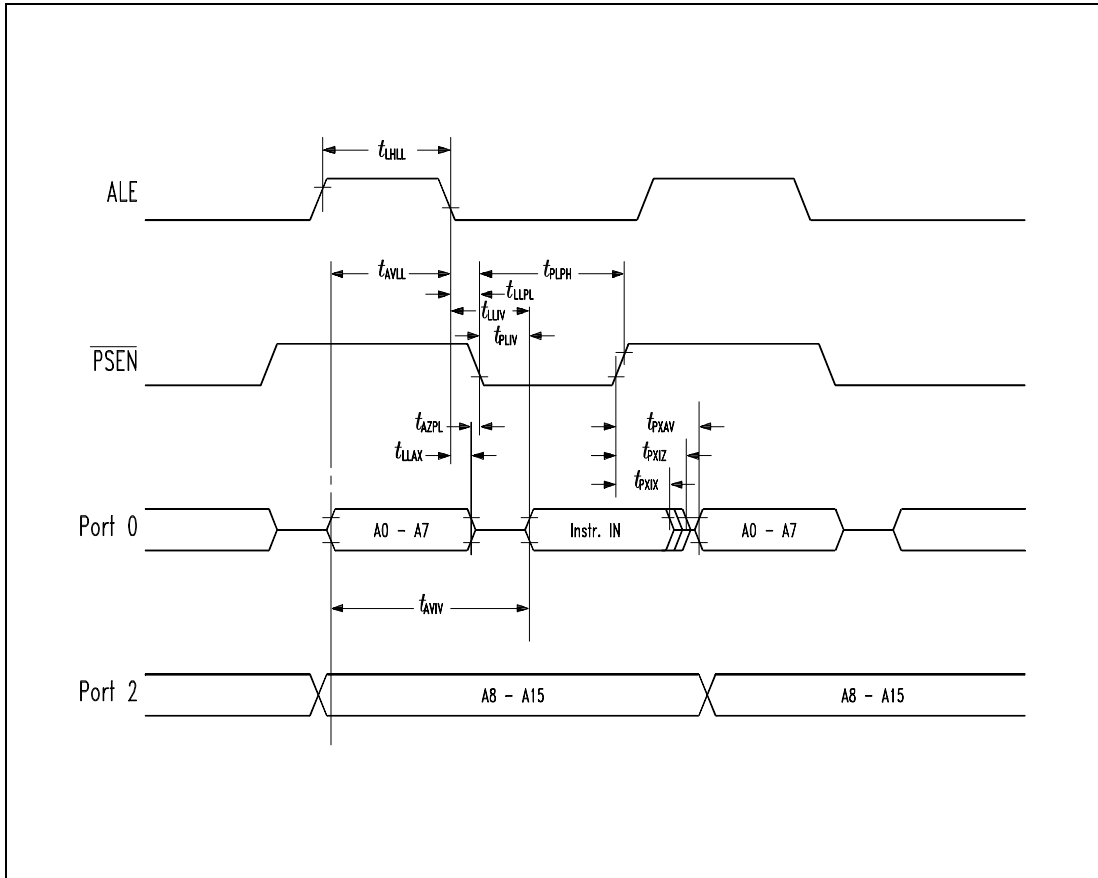 tLHLL
ALE
tAVLL
tPLPH
tLLPL
tLLIV
tPLIV
PSEN
tAZPL
tPXAV
tLLAX
tPXIZ
tPXIX
Port 0
A0 - A7
Instr. IN
A0 - A7
tAVIV
Port 2
A8 - A15
A8 - A15